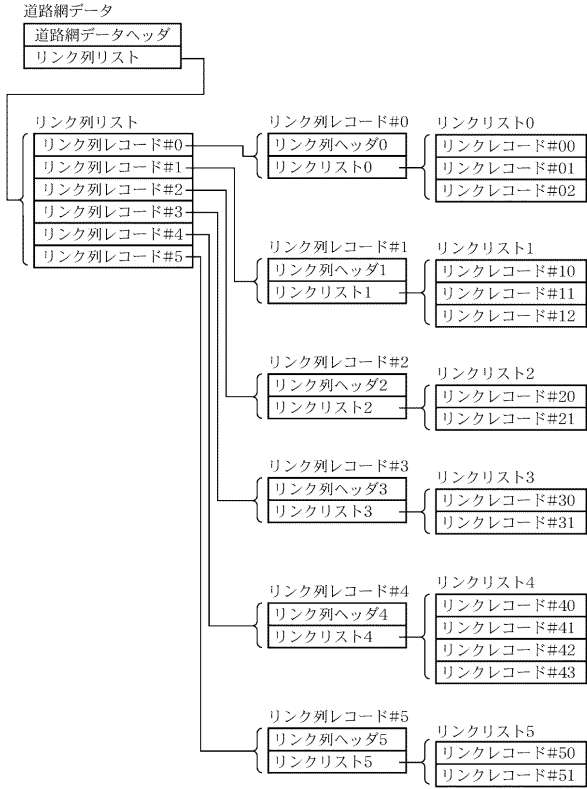 道路網データ
道路網データヘッダ
リンク列リスト
リンク列リスト
リンク列レコード#0
リンク列レコード#1
リンク列レコード#2
リンク列レコード#3
リンク列レコード#4
リンク列レコード#5
リンク列レコード#0
リンク列ヘッダ0
リンクリスト0
リンクリスト0
リンクレコード#00
リンクレコード#01
リンクレコード#02
リンク列レコード#1
リンク列ヘッダ1
リンクリスト1
リンクリスト1
リンクレコード#10
リンクレコード#11
リンクレコード#12
リンク列レコード#2
リンク列ヘッダ2
リンクリスト2
リンクリスト2
リンクレコード#20
リンクレコード#21
リンク列レコード#3
リンク列ヘッダ3
リンクリスト3
リンクリスト3
リンクレコード#30
リンクレコード#31
リンク列レコード#4
リンク列ヘッダ4
リンクリスト4
リンクリスト4
リンクレコード#40
リンクレコード#41
リンクレコード#42
リンクレコード#43
リンク列レコード#5
リンク列ヘッダ5
リンクリスト5
リンクリスト5
リンクレコード#50
リンクレコード#51